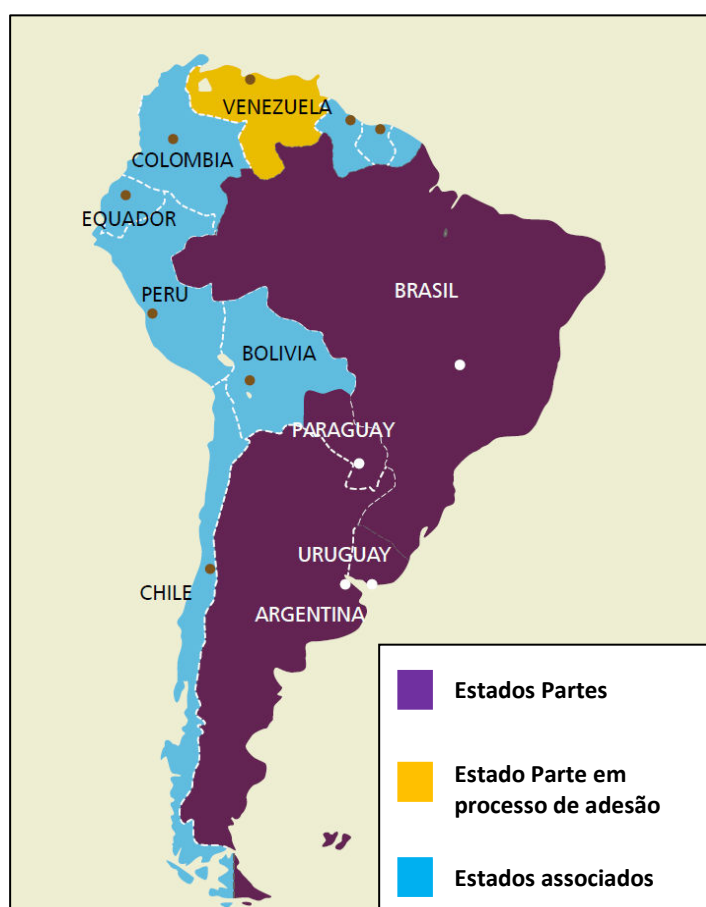 VENEZUELA
COLOMBIA
EQUADOR
PERU
BRASIL
BOLIVIA
PARAGUAY
URUGUAY
CHILE
ARGENTINA
Estados Partes
Estado Parte em
processo de adesão
Estados associados